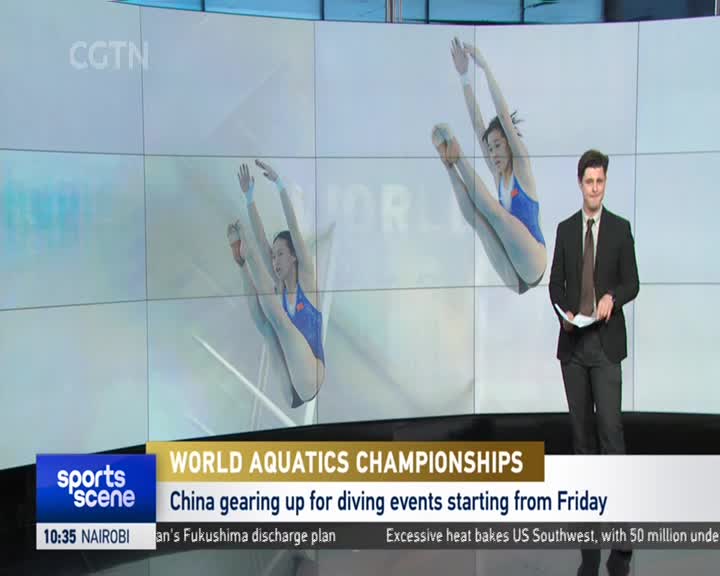 CGTN
WORL
WORLD AQUATICS CHAMPIONSHIPS
sports
scene
China gearing up for diving events starting from Friday
10:35 NAIROBI
an's Fukushima discharge plan
Excessive heat bakes US Southwest, with 50 million unde